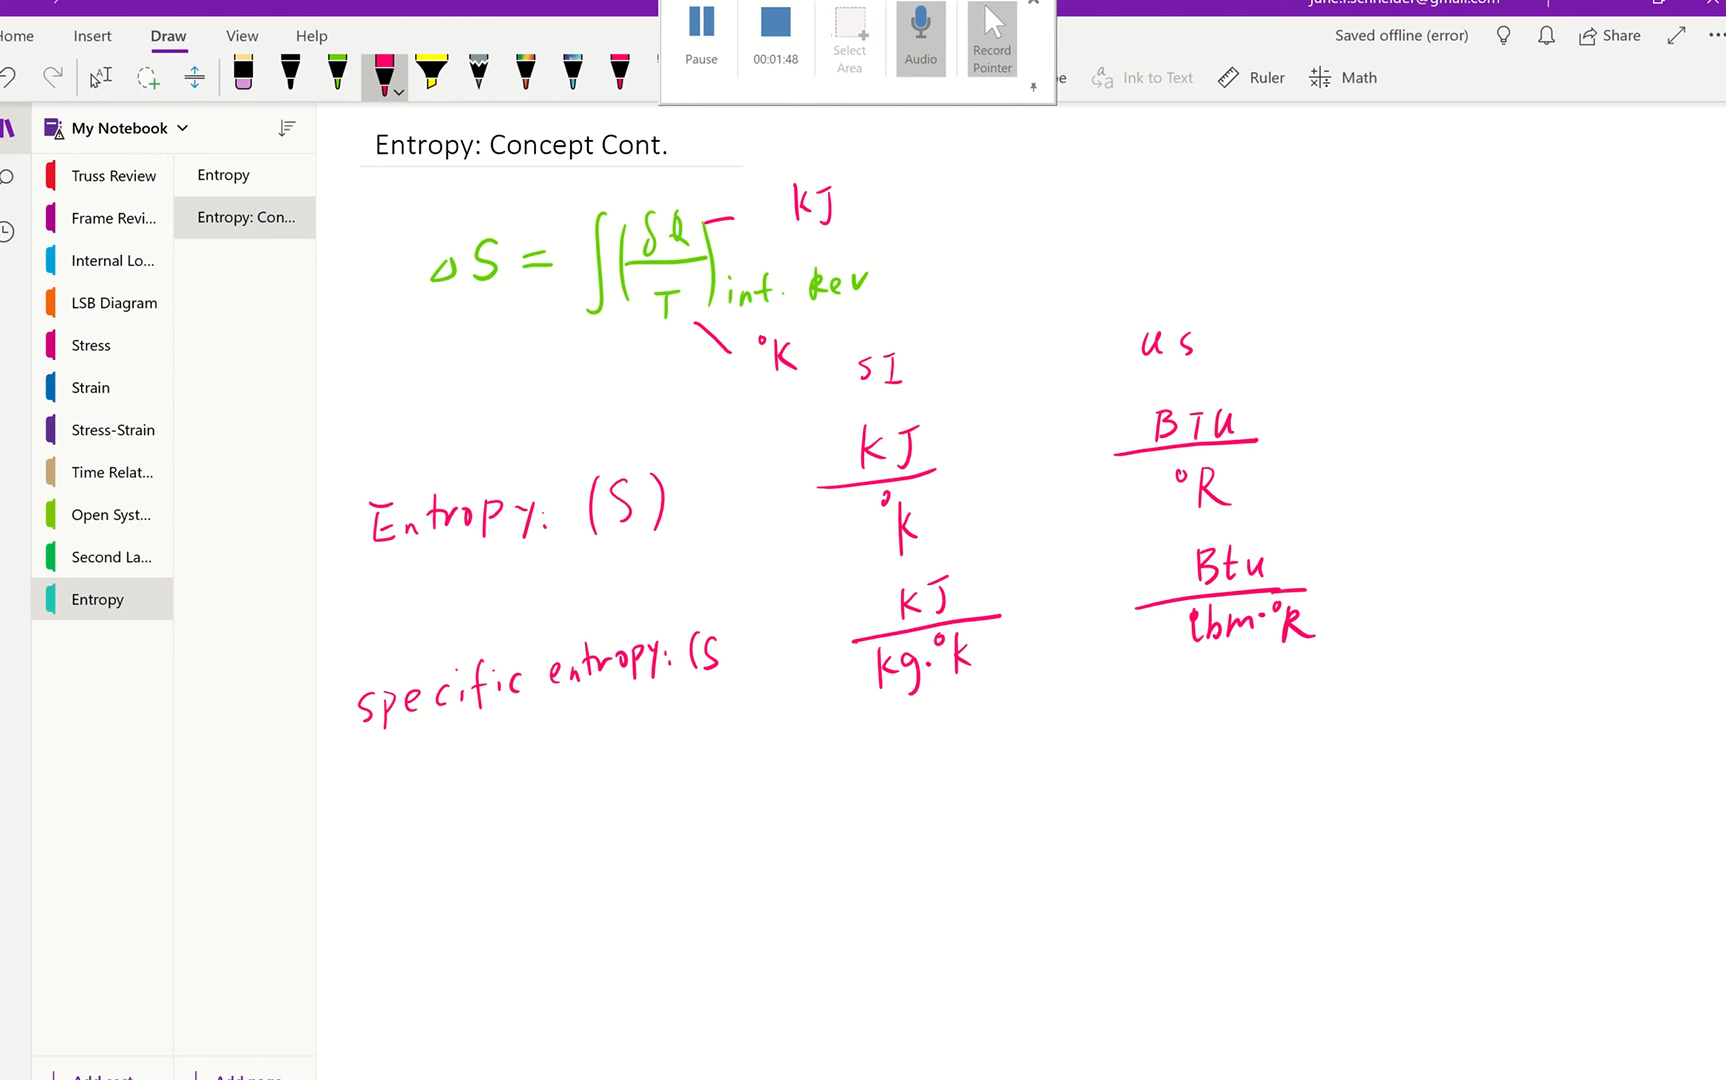 00:01:48
Pause
Select Area
Audio
Record Pointer
Home
Insert
Draw
View
Help
Saved offline (error)
Share
Ink to Text
Ruler
Math
My Notebook
Truss Review
Frame Revi...
Internal Lo...
LSB Diagram
Stress
Strain
Stress-Strain
Time Relat...
Open Syst...
Second La...
Entropy
Entropy
Entropy: Con...
Entropy: Concept Cont.
ΔS = ∫(δQ/T) int. Rev
KJ
°K
SI
US
Entropy: (S)
KJ/°K
BTU/°R
specific entropy: (s
KJ/kg·°K
Btu/lbm·°R